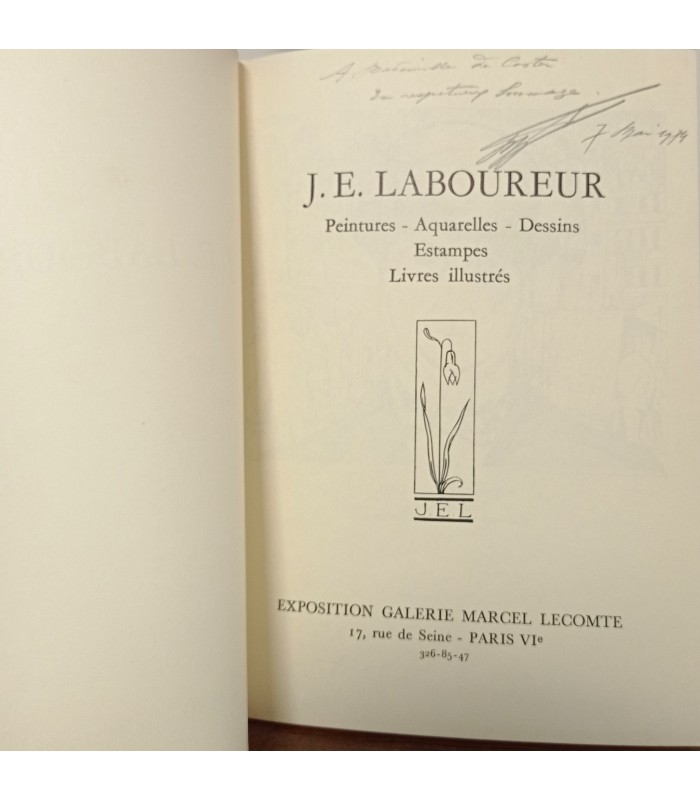 A Mademoiselle de Coster
En respectueux hommage.
7 Mai 1974
J. E. LABOUREUR
Peintures - Aquarelles - Dessins
Estampes
Livres illustrés
J E L
EXPOSITION GALERIE MARCEL LECOMTE
17, rue de Seine - PARIS VIe
326-85-47